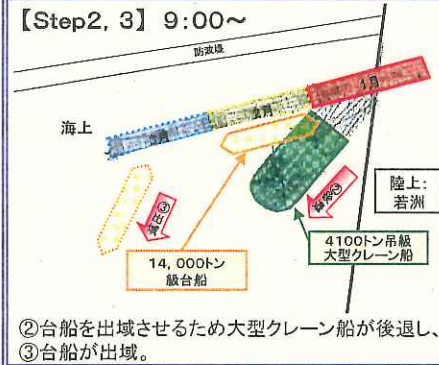 【Step2, 3】 9:00～
防波堤
海上
3月
2月
1月
③出域
②後退
陸上：
若洲
14,000トン
級台船
4100トン吊級
大型クレーン船
②台船を出域させるため大型クレーン船が後退し、
③台船が出域。